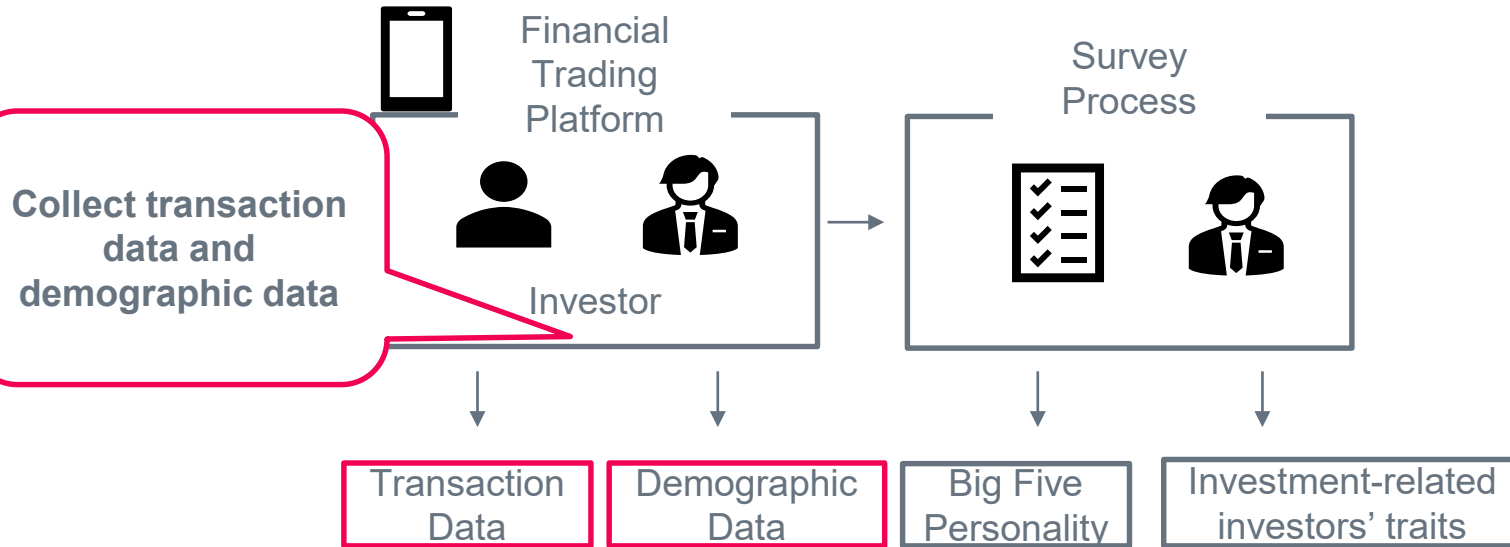 Financial
Trading
Platform
Survey
Process
Collect transaction
data and
demographic data
Investor
Transaction
Data
Demographic
Data
Big Five
Personality
Investment-related
investors’ traits